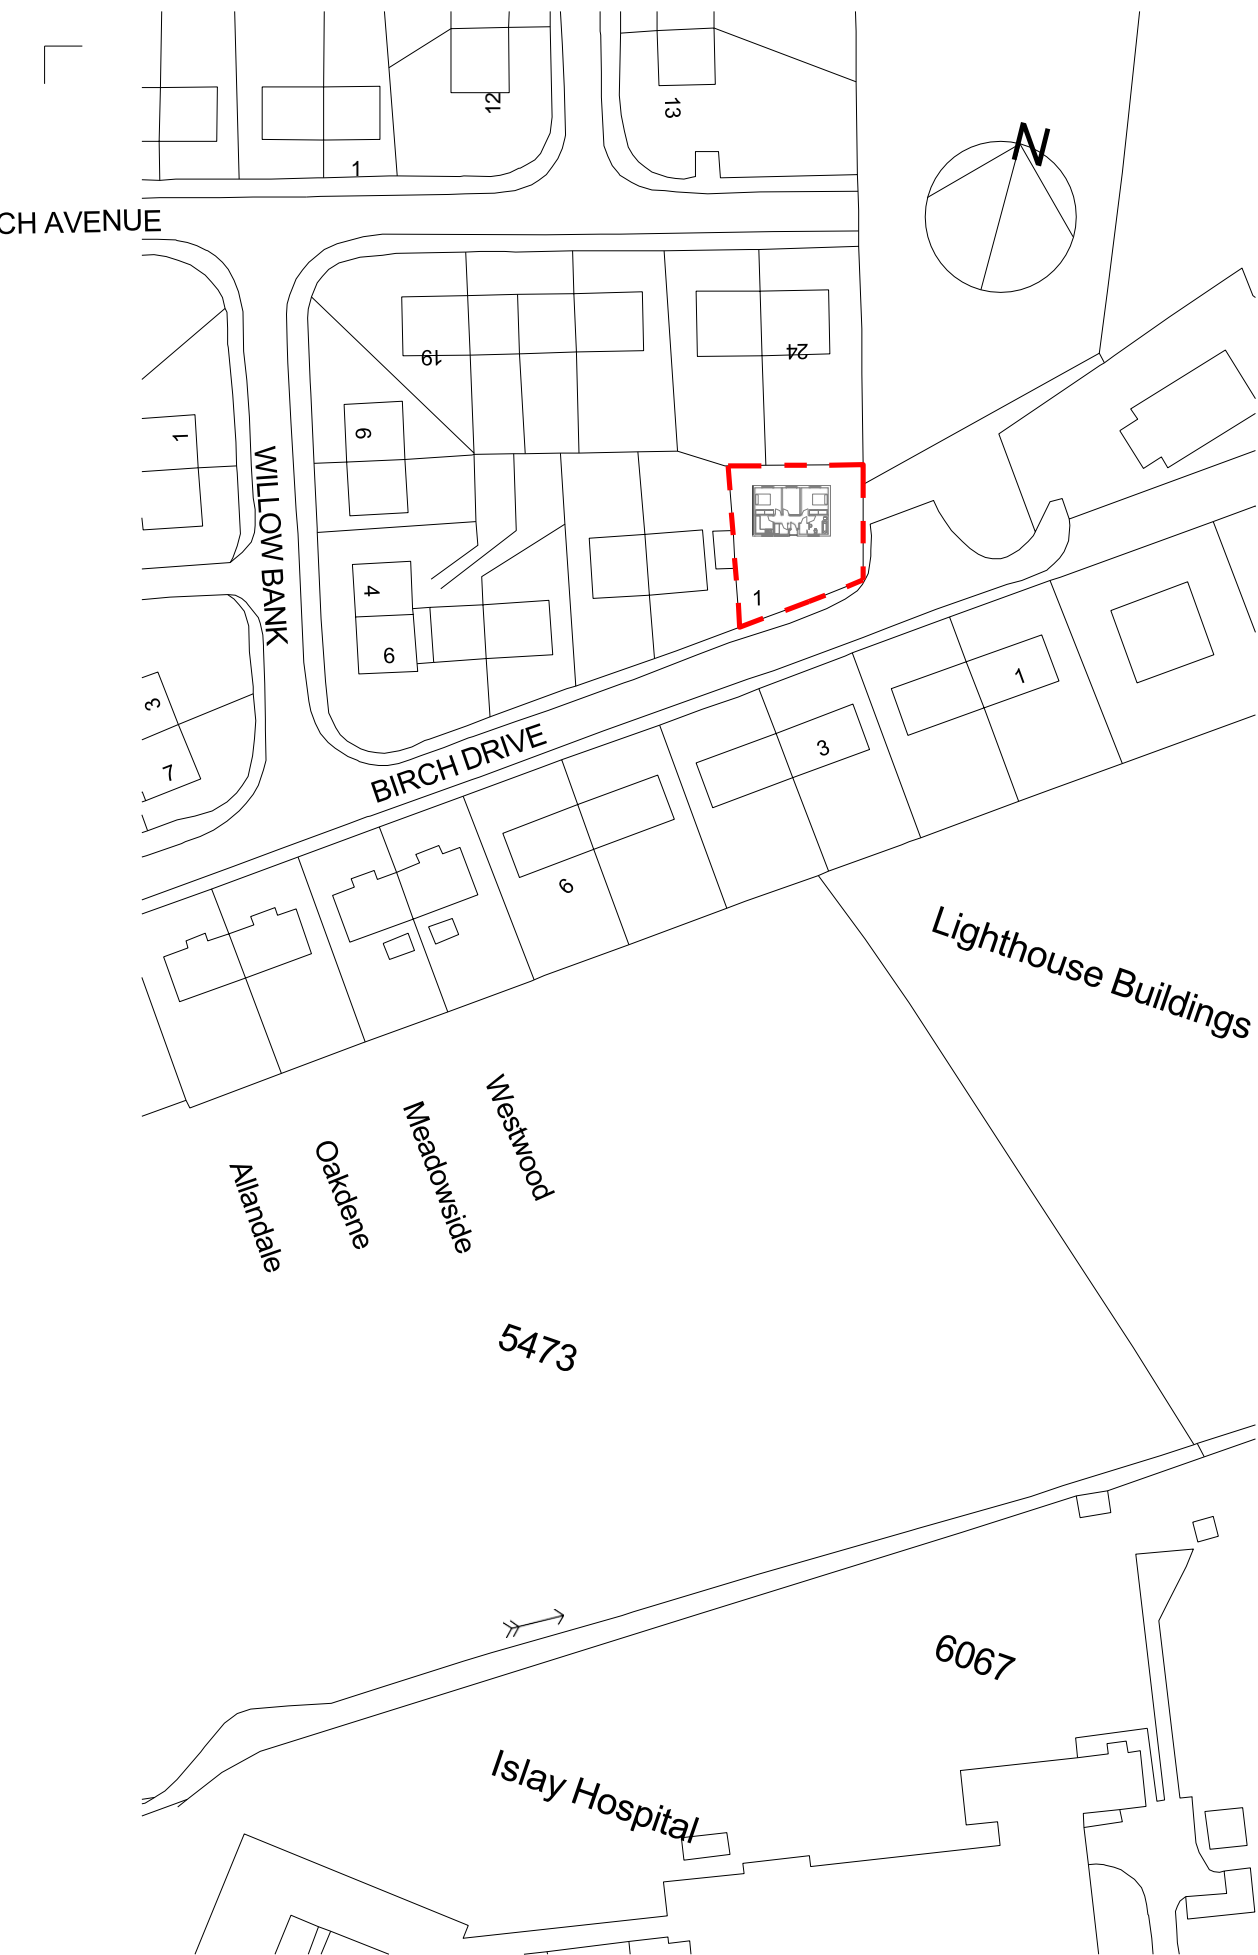 12
13
1
N
CH AVENUE
19
24
1
9
WILLOW BANK
4
6
1
3
7
1
3
BIRCH DRIVE
6
Lighthouse Buildings
Westwood
Meadowside
Oakdene
Allandale
5473
6067
Islay Hospital